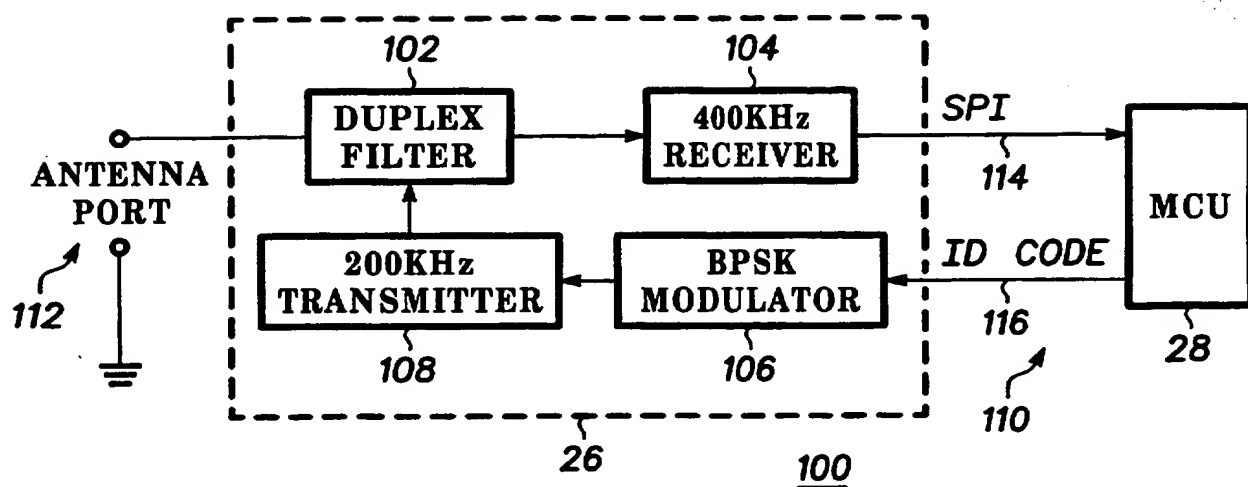 102
104
DUPLEX
FILTER
400KHz
RECEIVER
SPI
114
ANTENNA
PORT
MCU
200KHz
TRANSMITTER
BPSK
MODULATOR
ID CODE
112
108
106
116
28
110
26
100